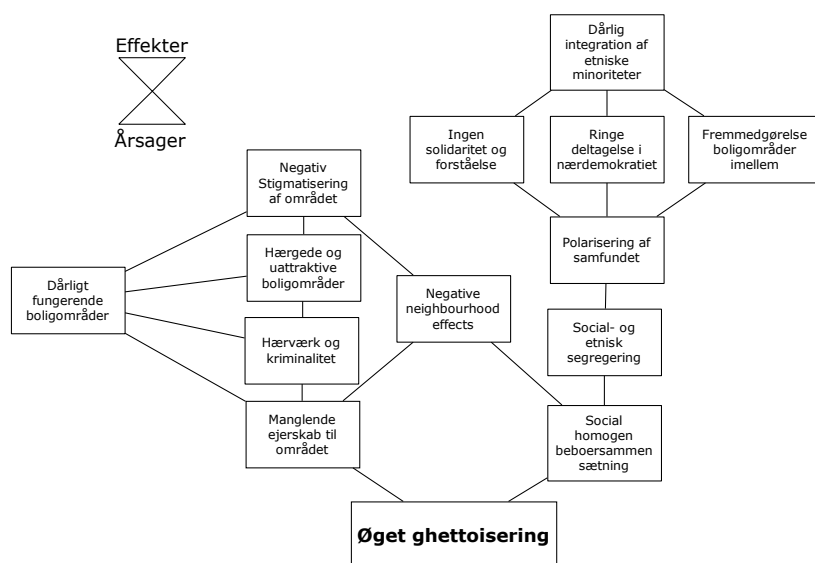 Effekter
Årsager
Dårlig
integration af
etniske
minoriteter
Ingen
solidaritet og
forståelse
Ringe
deltagelse i
nærdemokratiet
Fremmedgørelse
boligområder
imellem
Negativ
Stigmatisering
af området
Polarisering af
samfundet
Hærgede og
uattraktive
boligområder
Dårligt
fungerende
boligområder
Negative
neighbourhood
effects
Hærværk og
kriminalitet
Social- og
etnisk
segregering
Manglende
ejerskab til
området
Social
homogen
beboersammen
sætning
Øget ghettoisering